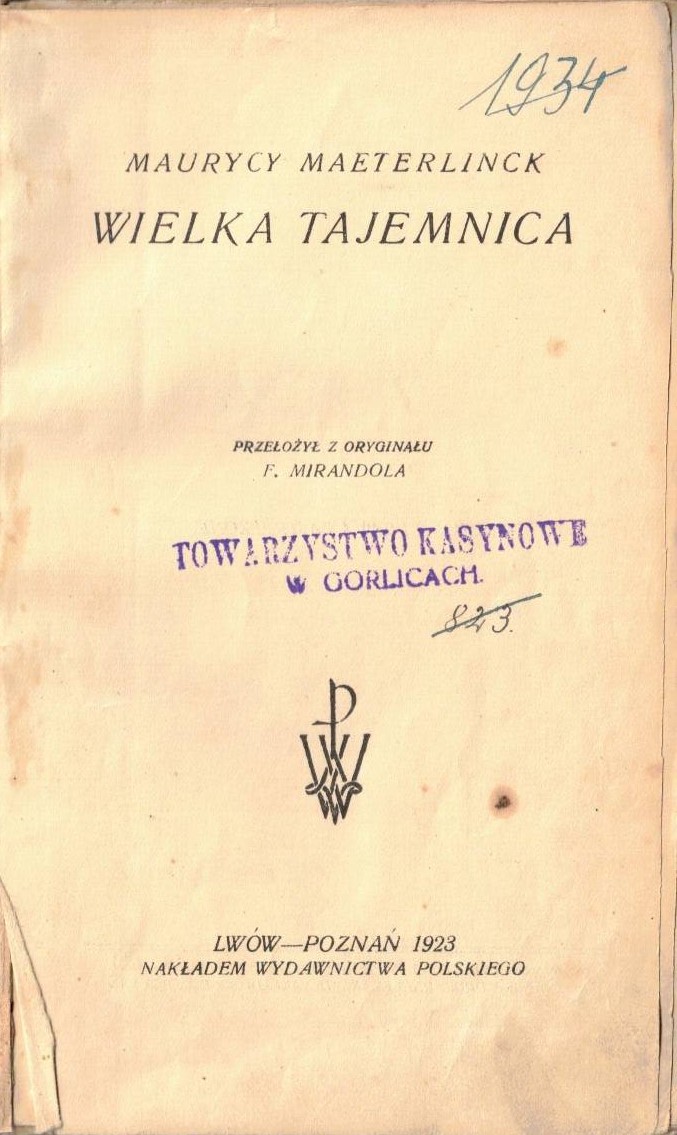 1934
MAURYCY MAETERLINCK
WIELKA TAJEMNICA
PRZEŁOŻYŁ Z ORYGINAŁU
F. MIRANDOLA
TOWARZYSTWO KASYNOWE
W GORLICACH.
823.
LWÓW—POZNAŃ 1923
NAKŁADEM WYDAWNICTWA POLSKIEGO